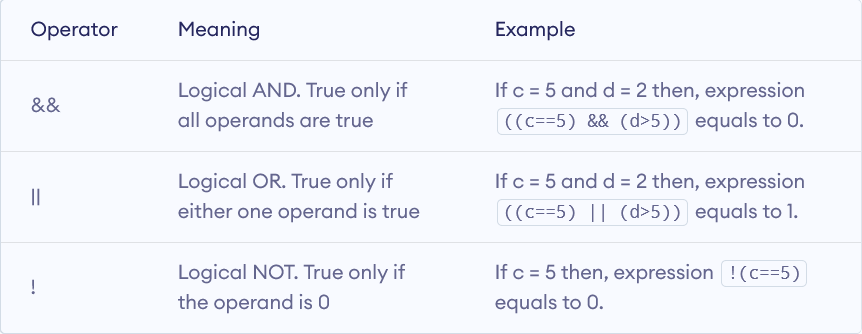 Operator Meaning Example
&& Logical AND. True only if all operands are true If c = 5 and d = 2 then, expression ((c==5) && (d>5)) equals to 0.
|| Logical OR. True only if either one operand is true If c = 5 and d = 2 then, expression ((c==5) || (d>5)) equals to 1.
! Logical NOT. True only if the operand is 0 If c = 5 then, expression !(c==5) equals to 0.